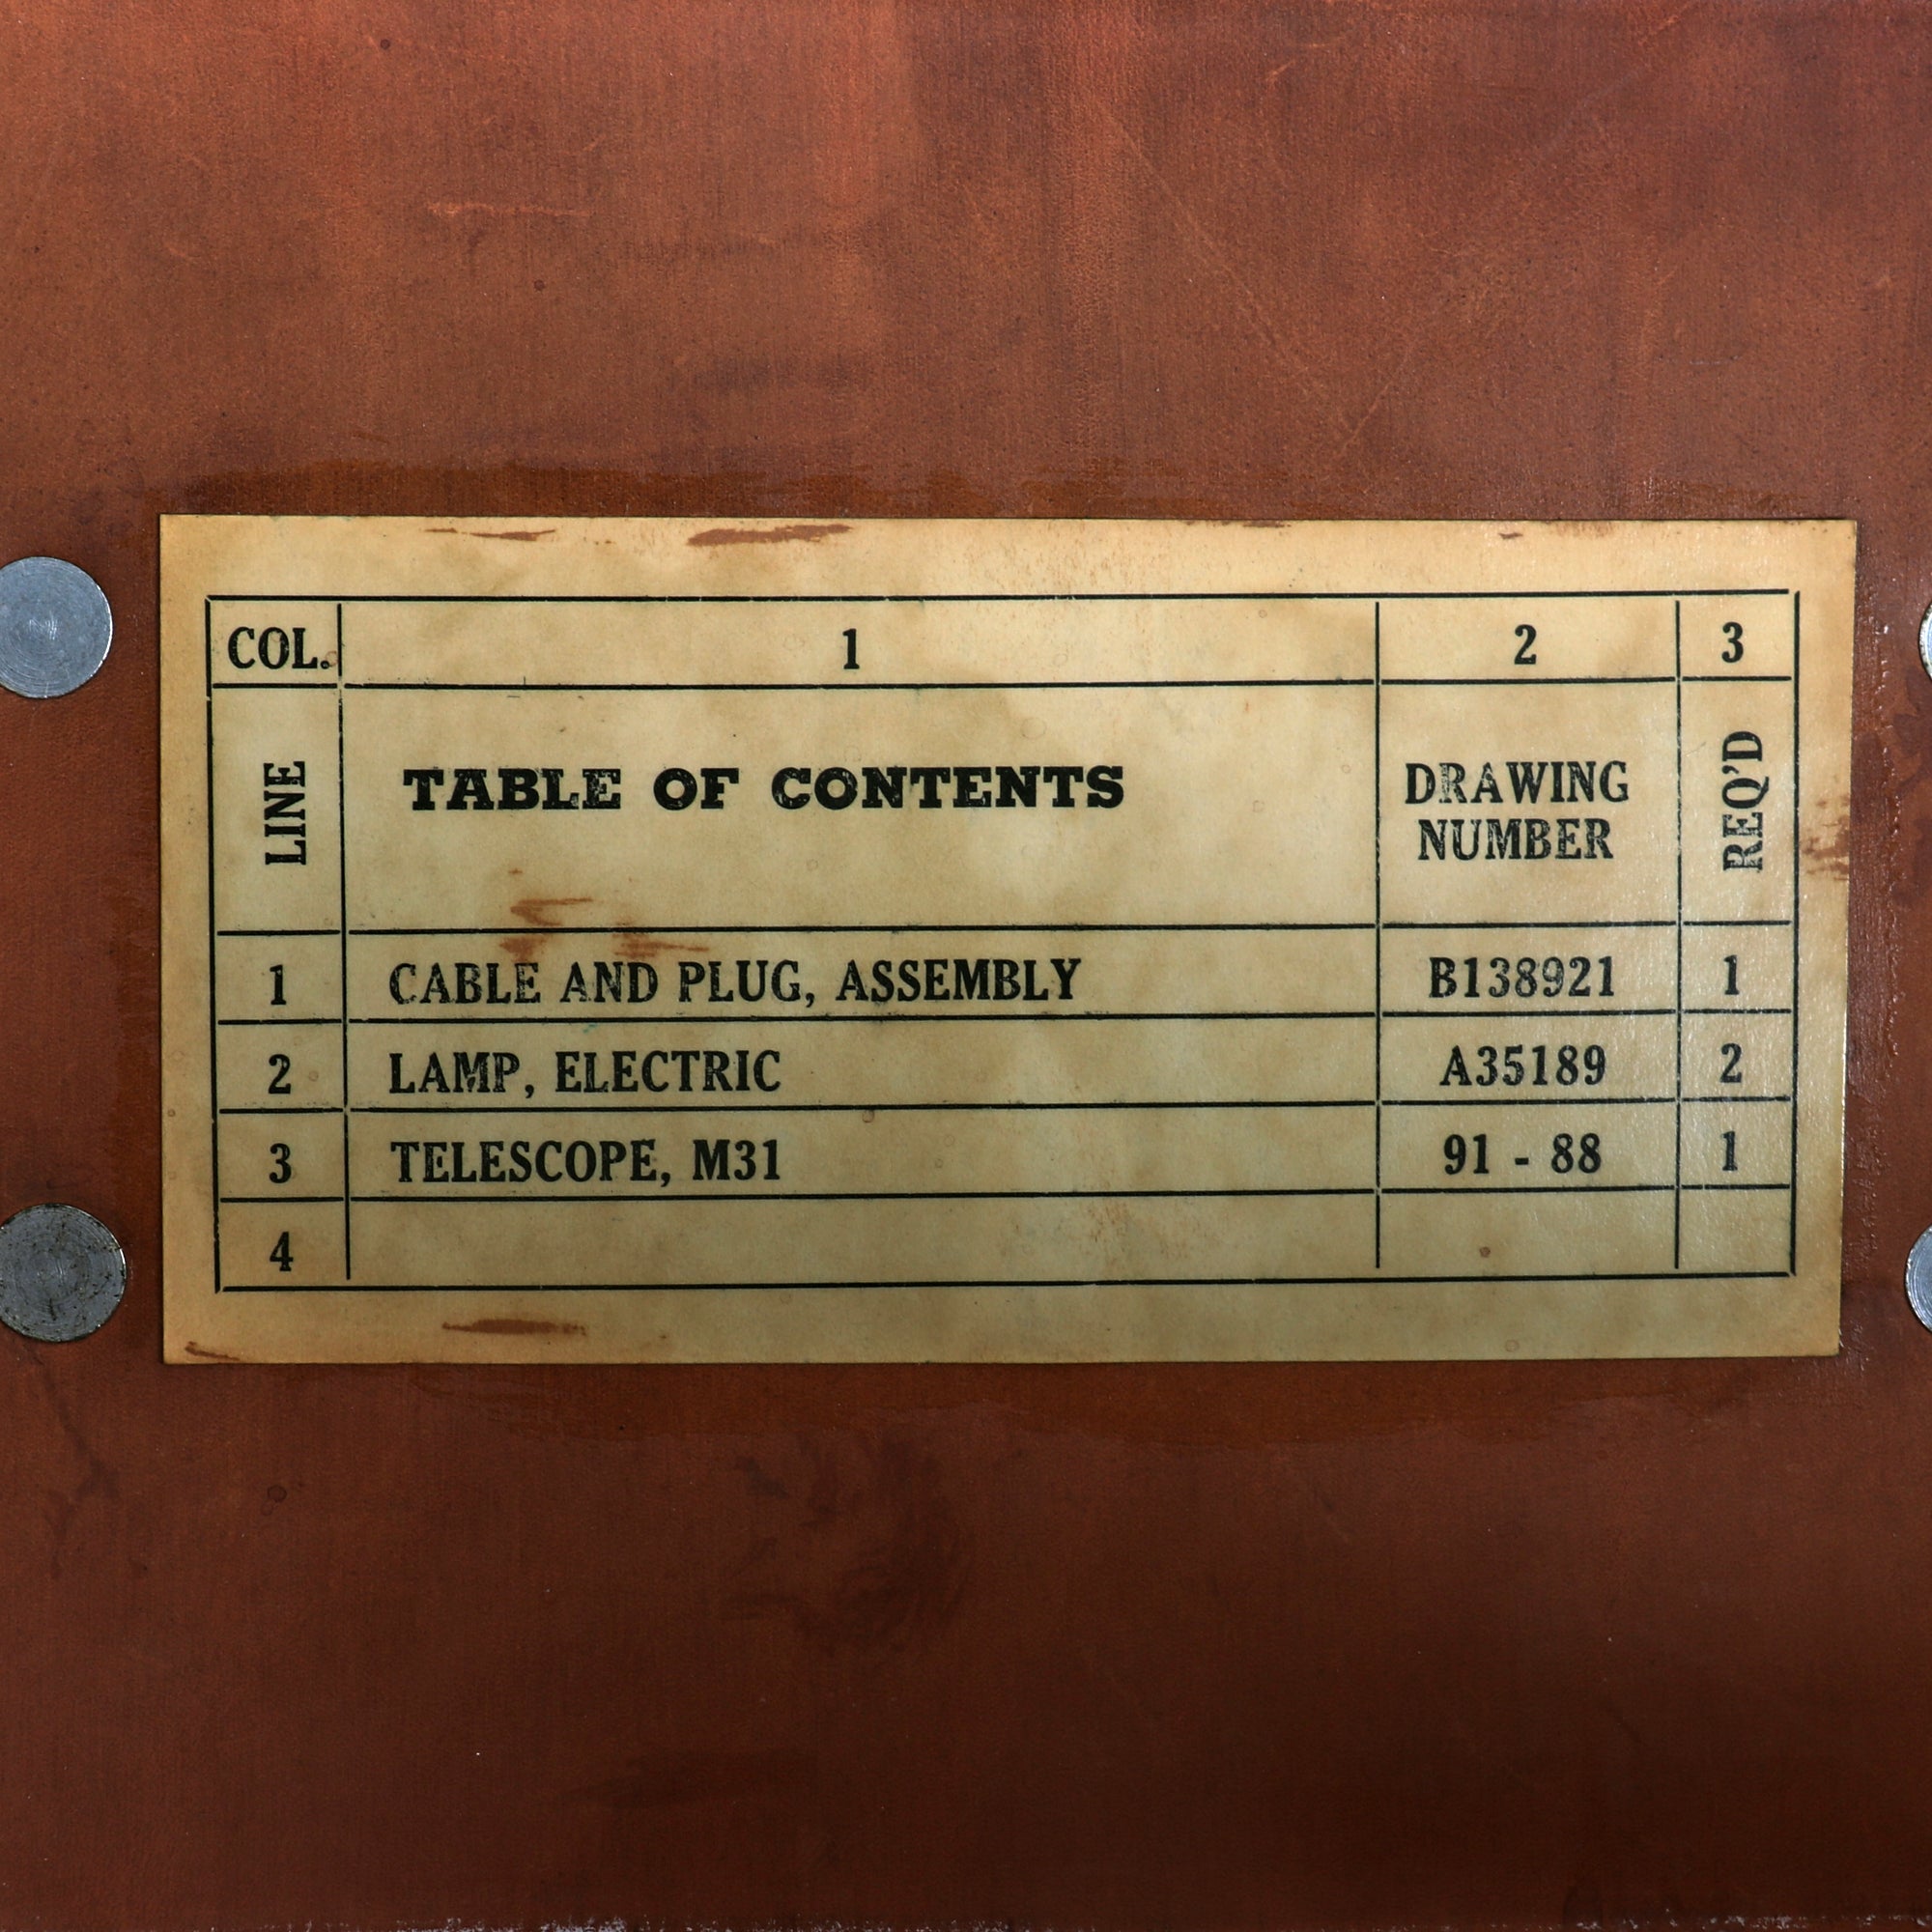 COL. 1 2 3
LINE TABLE OF CONTENTS DRAWING NUMBER REQ'D
1 CABLE AND PLUG, ASSEMBLY B138921 1
2 LAMP, ELECTRIC A35189 2
3 TELESCOPE, M31 91 - 88 1
4